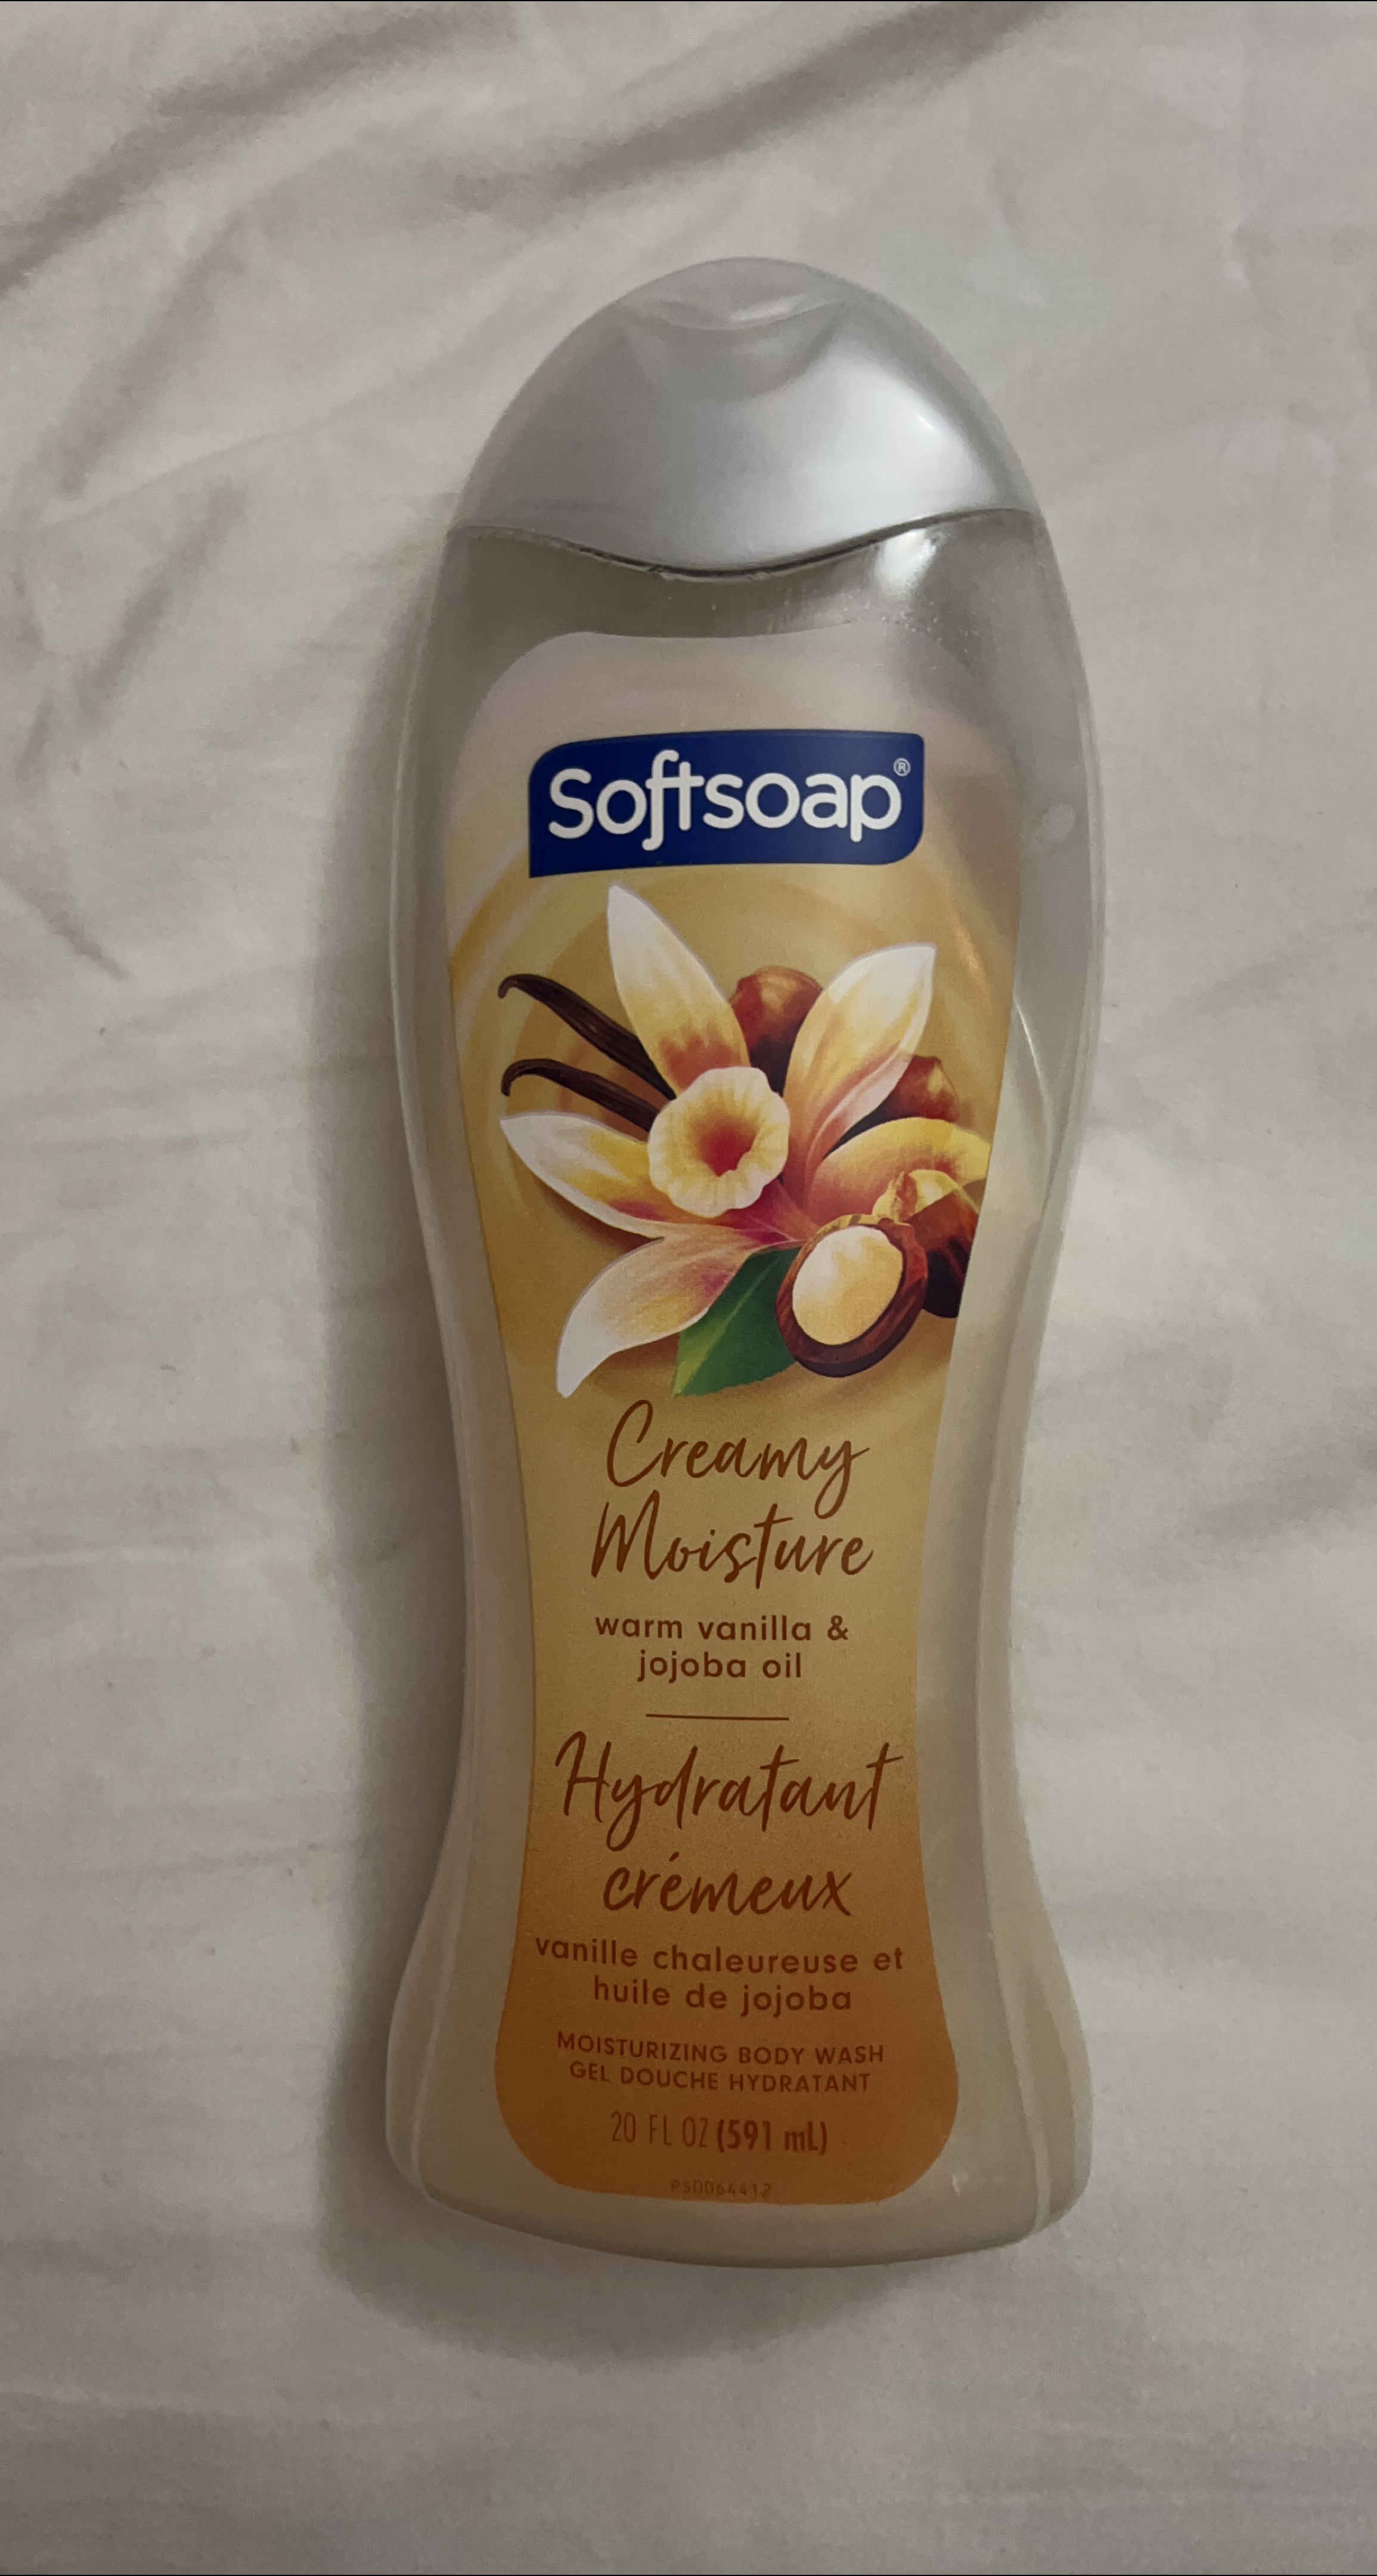 Softsoap®
Creamy
Moisture
warm vanilla &
jojoba oil
Hydratant
crémeux
vanille chaleureuse et
huile de jojoba
MOISTURIZING BODY WASH
GEL DOUCHE HYDRATANT
20 FL OZ (591 mL)
PS0064412